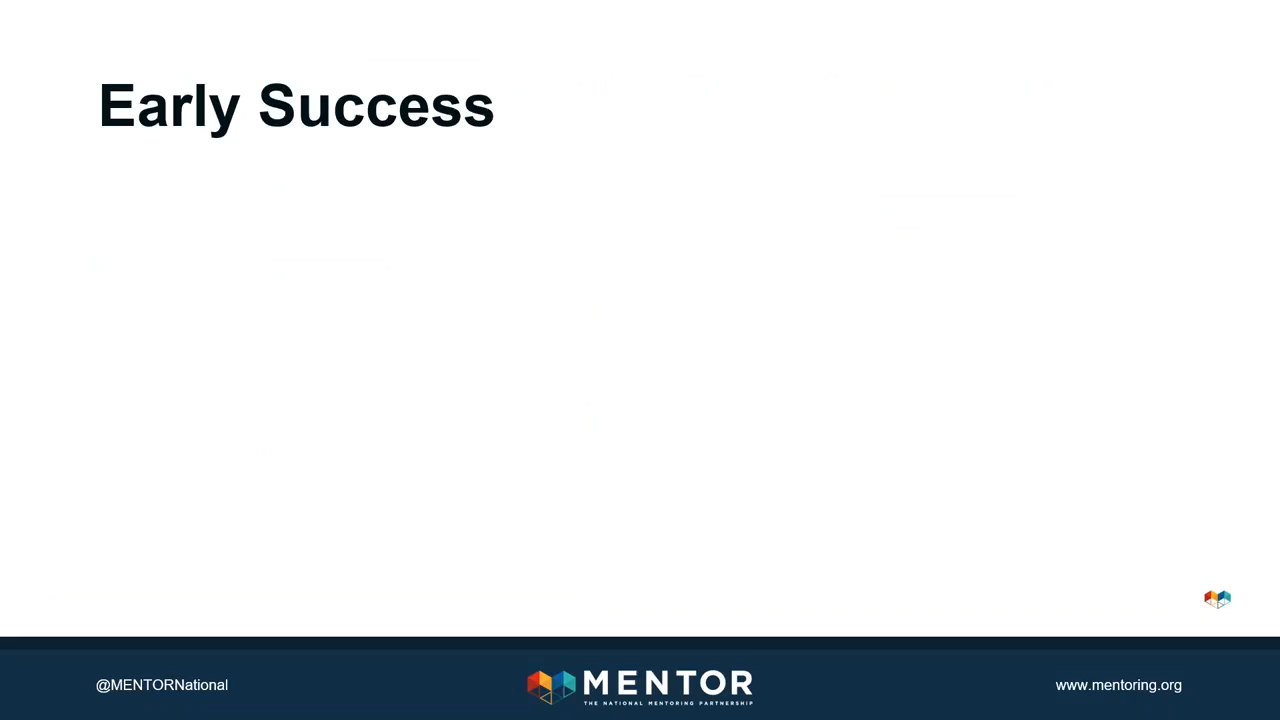 Early Success
@MENTORNational
MENTOR
THE NATIONAL MENTORING PARTNERSHIP
www.mentoring.org